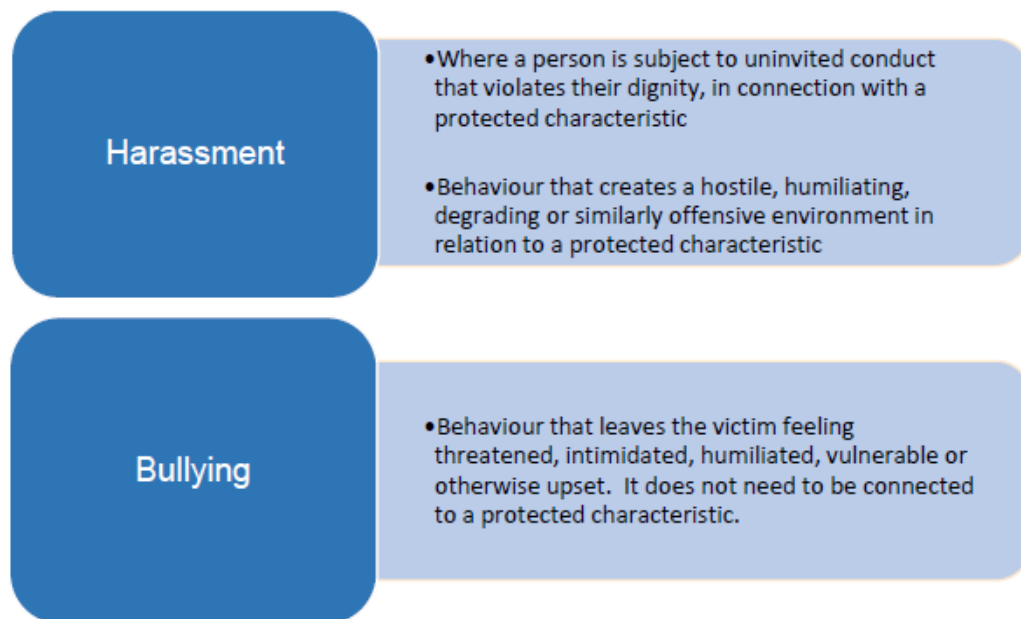 Harassment
•Where a person is subject to uninvited conduct
that violates their dignity, in connection with a
protected characteristic
•Behaviour that creates a hostile, humiliating,
degrading or similarly offensive environment in
relation to a protected characteristic
Bullying
•Behaviour that leaves the victim feeling
threatened, intimidated, humiliated, vulnerable or
otherwise upset.  It does not need to be connected
to a protected characteristic.